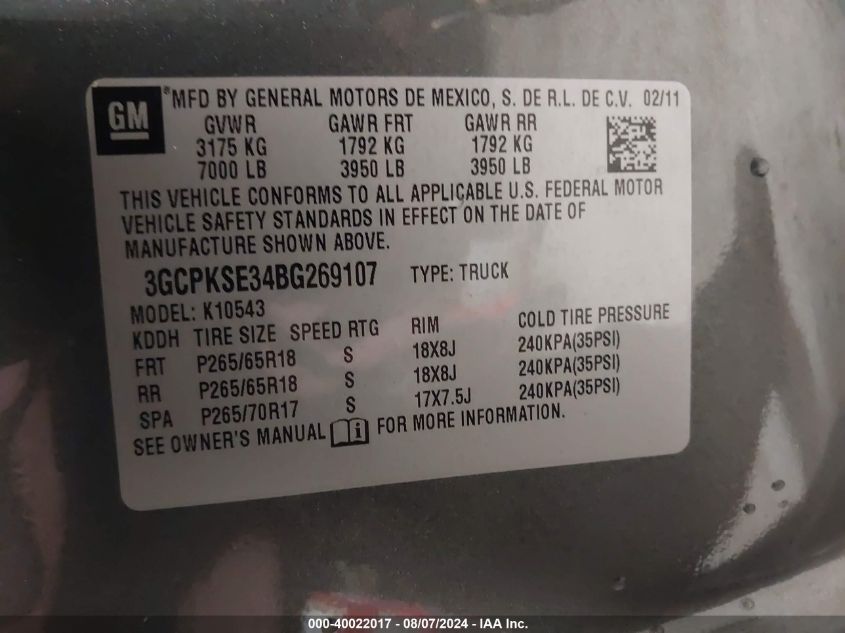 GM
*MFD BY GENERAL MOTORS DE MEXICO, S. DE R.L. DE C.V. 02/11
GVWR GAWR FRT GAWR RR
3175 KG 1792 KG 1792 KG
7000 LB 3950 LB 3950 LB
THIS VEHICLE CONFORMS TO ALL APPLICABLE U.S. FEDERAL MOTOR
VEHICLE SAFETY STANDARDS IN EFFECT ON THE DATE OF
MANUFACTURE SHOWN ABOVE.
3GCPKSE34BG269107 TYPE: TRUCK
MODEL: K10543
KDDH TIRE SIZE SPEED RTG RIM COLD TIRE PRESSURE
FRT P265/65R18 S 18X8J 240KPA(35PSI)
RR P265/65R18 S 18X8J 240KPA(35PSI)
SPA P265/70R17 S 17X7.5J 240KPA(35PSI)
SEE OWNER'S MANUAL i FOR MORE INFORMATION.
000-40022017 - 08/07/2024 - IAA Inc.